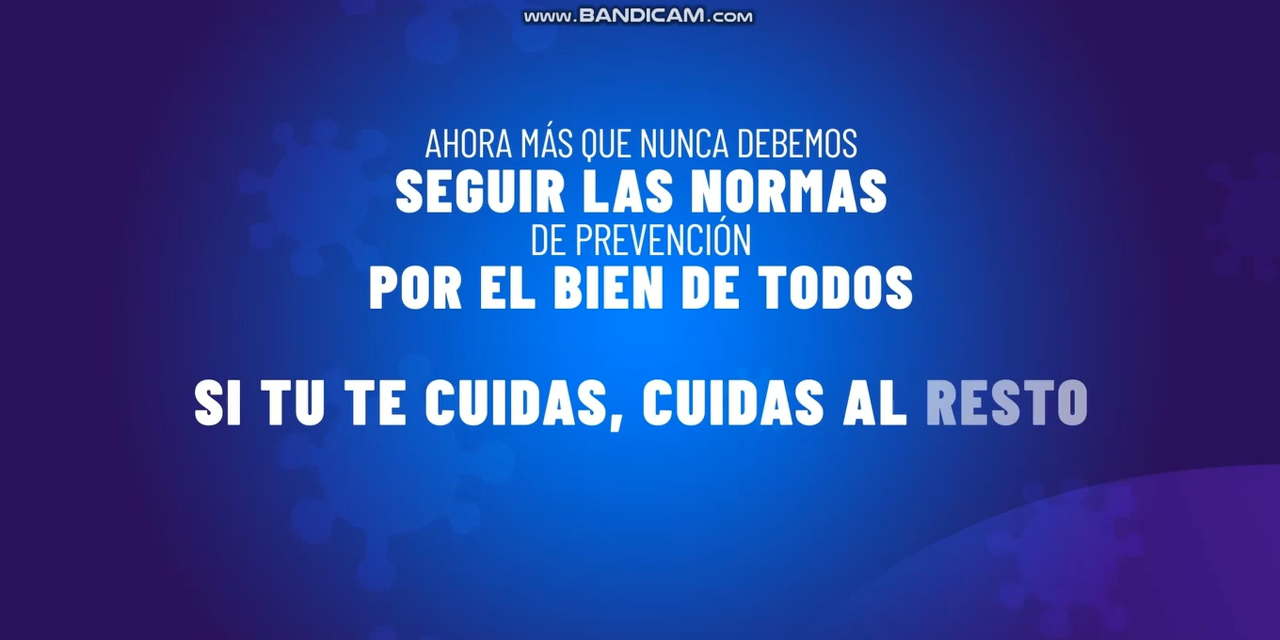 www.BANDICAM.com
AHORA MÁS QUE NUNCA DEBEMOS
SEGUIR LAS NORMAS
DE PREVENCIÓN
POR EL BIEN DE TODOS
SI TU TE CUIDAS, CUIDAS AL RESTO